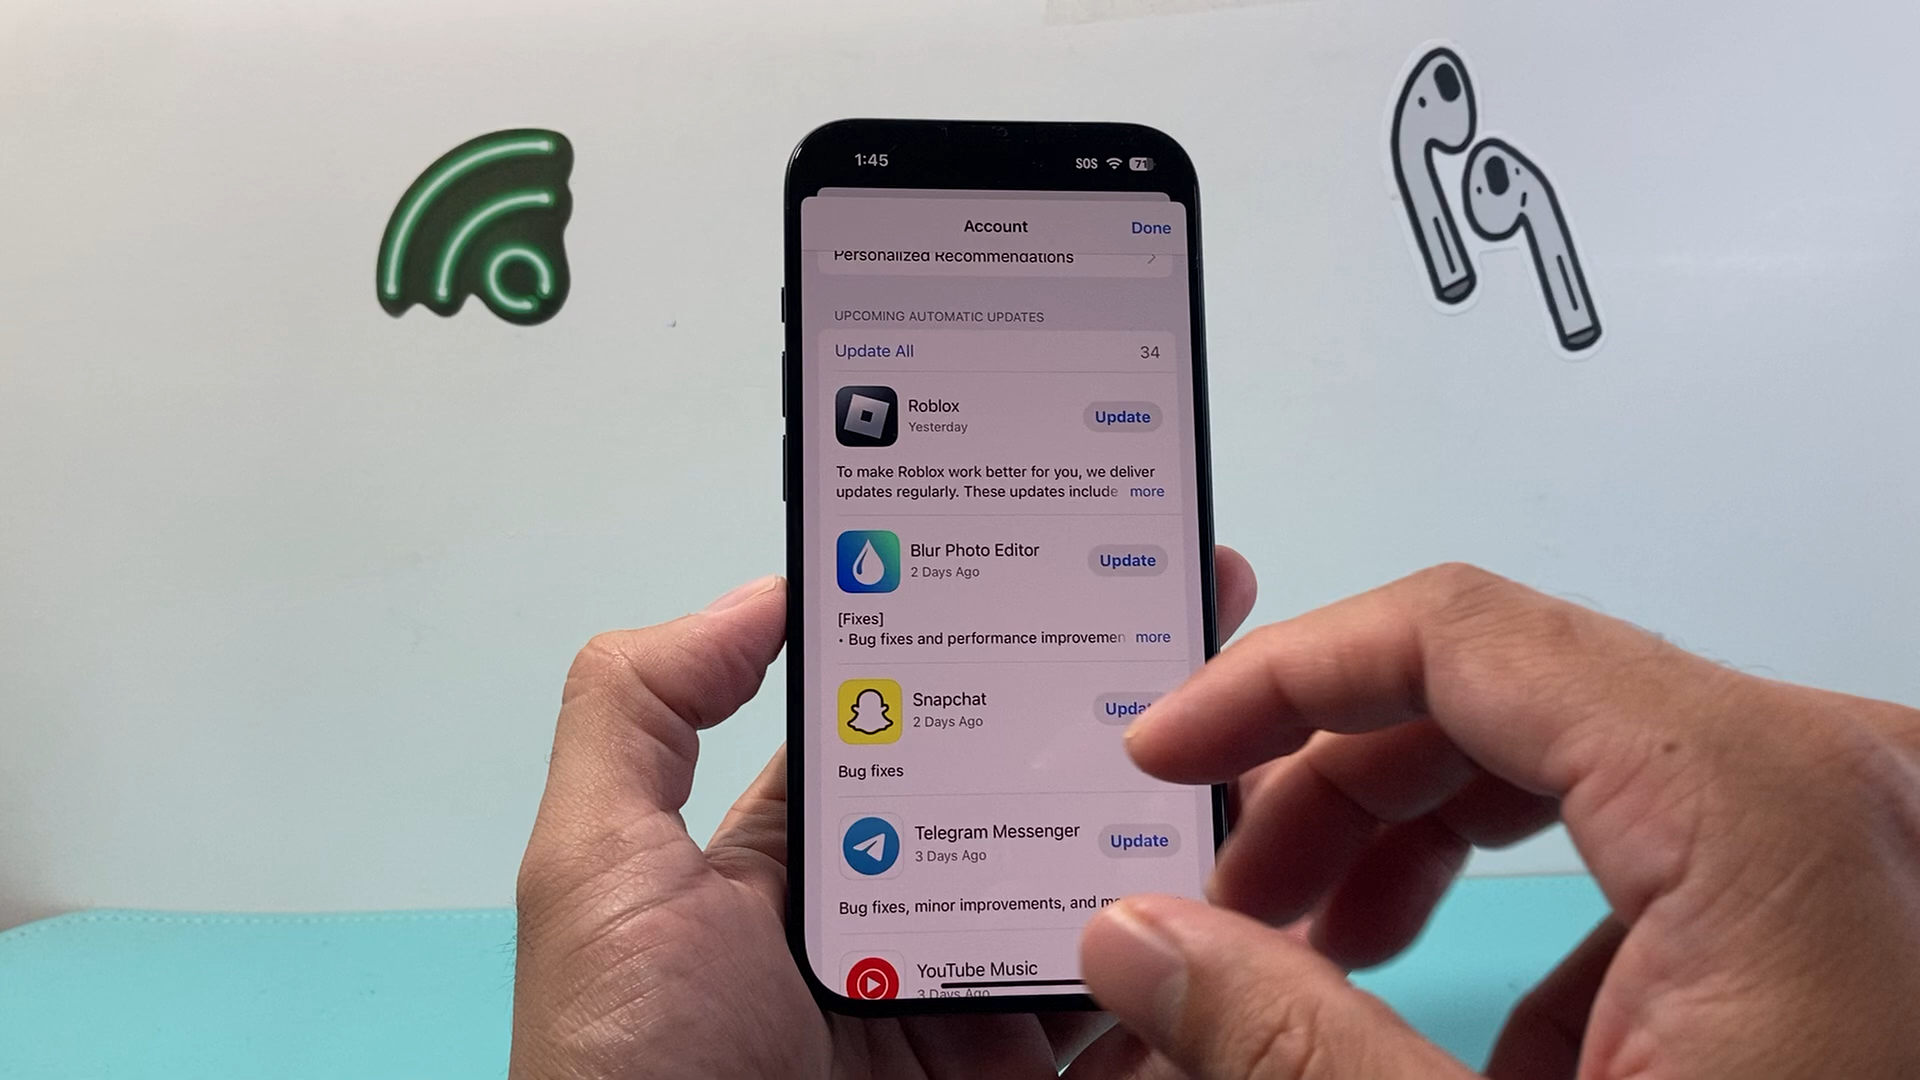 1:45
SOS
71
Account
Done
Personalized Recommendations
UPCOMING AUTOMATIC UPDATES
Update All
34
Roblox
Yesterday
Update
To make Roblox work better for you, we deliver
updates regularly. These updates include more
Blur Photo Editor
2 Days Ago
Update
[Fixes]
• Bug fixes and performance improvemen more
Snapchat
2 Days Ago
Upda
Bug fixes
Telegram Messenger
3 Days Ago
Update
Bug fixes, minor improvements, and
YouTube Music
3 Days Ago